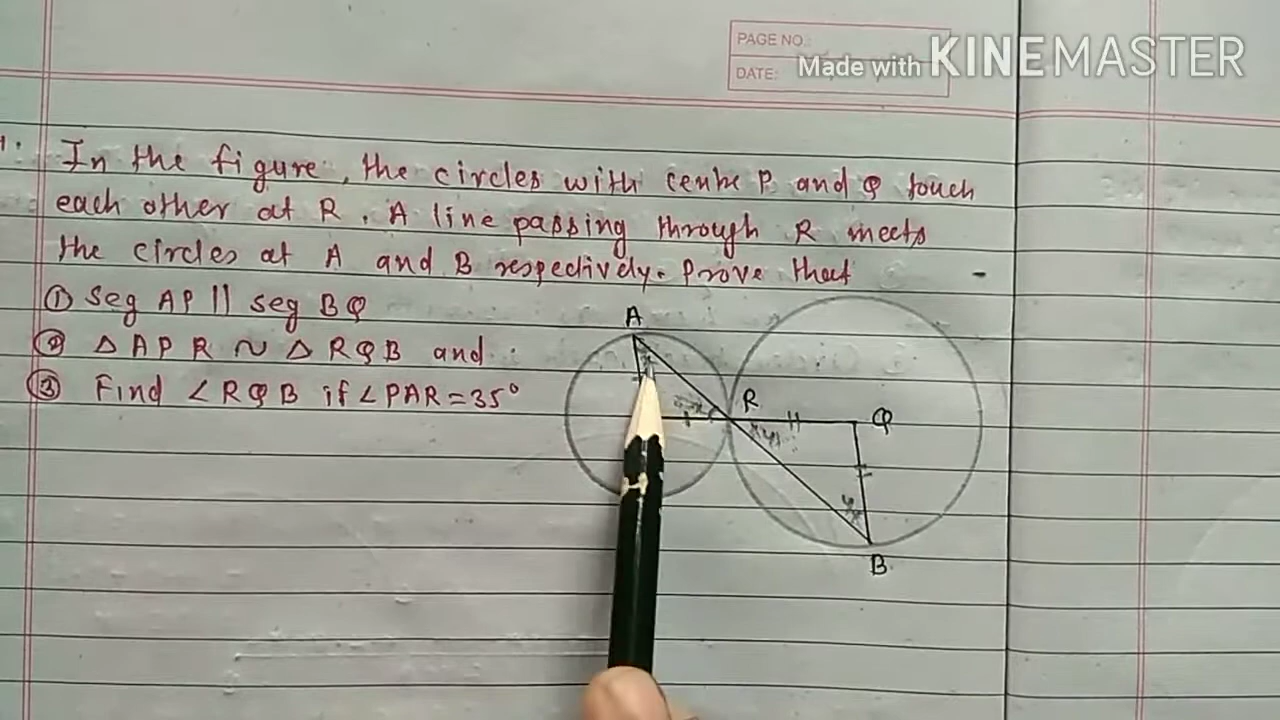 PAGE NO.:
DATE:
Made with KINEMASTER
1. In the figure, the circles with centre P and Q touch
each other at R. A line passing through R meets
the circles at A and B respectively. Prove that
① seg AP || seg BQ
② △ APR ~ △ RQB and
③ Find ∠RQB if ∠PAR = 35°
A
R
Q
B